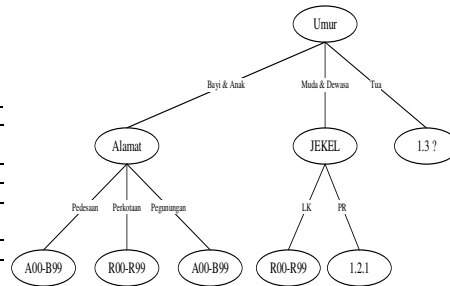 Umur
Bayi & Anak Muda & Dewasa Tua
Alamat JEKEL 1.3 ?
Pedesaan Perkotaan Pegunungan LK PR
A00-B99 R00-R99 A00-B99 R00-R99 1.2.1